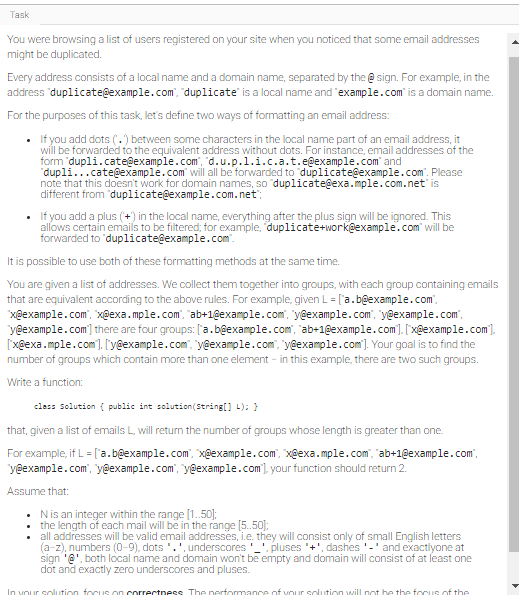 Task
You were browsing a list of users registered on your site when you noticed that some email addresses
might be duplicated.
Every address consists of a local name and a domain name, separated by the @ sign. For example, in the
address "duplicate@example.com", "duplicate" is a local name and "example.com" is a domain name.
For the purposes of this task, let's define two ways of formatting an email address:
• If you add dots ('.') between some characters in the local name part of an email address, it
will be forwarded to the equivalent address without dots. For instance, email addresses of the
form "dupli.cate@example.com", "d.u.p.l.i.c.a.t.e@example.com" and
"dupli...cate@example.com" will all be forwarded to "duplicate@example.com". Please
note that this doesn't work for domain names, so "duplicate@exa.mple.com.net" is
different from "duplicate@example.com.net";
• If you add a plus ('+') in the local name, everything after the plus sign will be ignored. This
allows certain emails to be filtered; for example, "duplicate+work@example.com" will be
forwarded to "duplicate@example.com".
It is possible to use both of these formatting methods at the same time.
You are given a list of addresses. We collect them together into groups, with each group containing emails
that are equivalent according to the above rules. For example, given L = ["a.b@example.com",
"x@example.com", "x@exa.mple.com", "ab+1@example.com", "y@example.com", "y@example.com",
"y@example.com"] there are four groups: ["a.b@example.com", "ab+1@example.com"], ["x@example.com"],
["x@exa.mple.com"], ["y@example.com", "y@example.com", "y@example.com"]. Your goal is to find the
number of groups which contain more than one element – in this example, there are two such groups.
Write a function:
class Solution { public int solution(String[] L); }
that, given a list of emails L, will return the number of groups whose length is greater than one.
For example, if L = ["a.b@example.com", "x@example.com", "x@exa.mple.com", "ab+1@example.com",
"y@example.com", "y@example.com", "y@example.com"], your function should return 2.
Assume that:
• N is an integer within the range [1..50];
• the length of each mail will be in the range [5..50];
• all addresses will be valid email addresses, i.e. they will consist only of small English letters
(a-z), numbers (0-9), dots '.', underscores '_', pluses '+', dashes '-' and exactlyone at
sign '@', both local name and domain won't be empty and domain will consist of at least one
dot and exactly zero underscores and pluses.
In your solution, focus on correctness. The performance of your solution will not be the focus of the